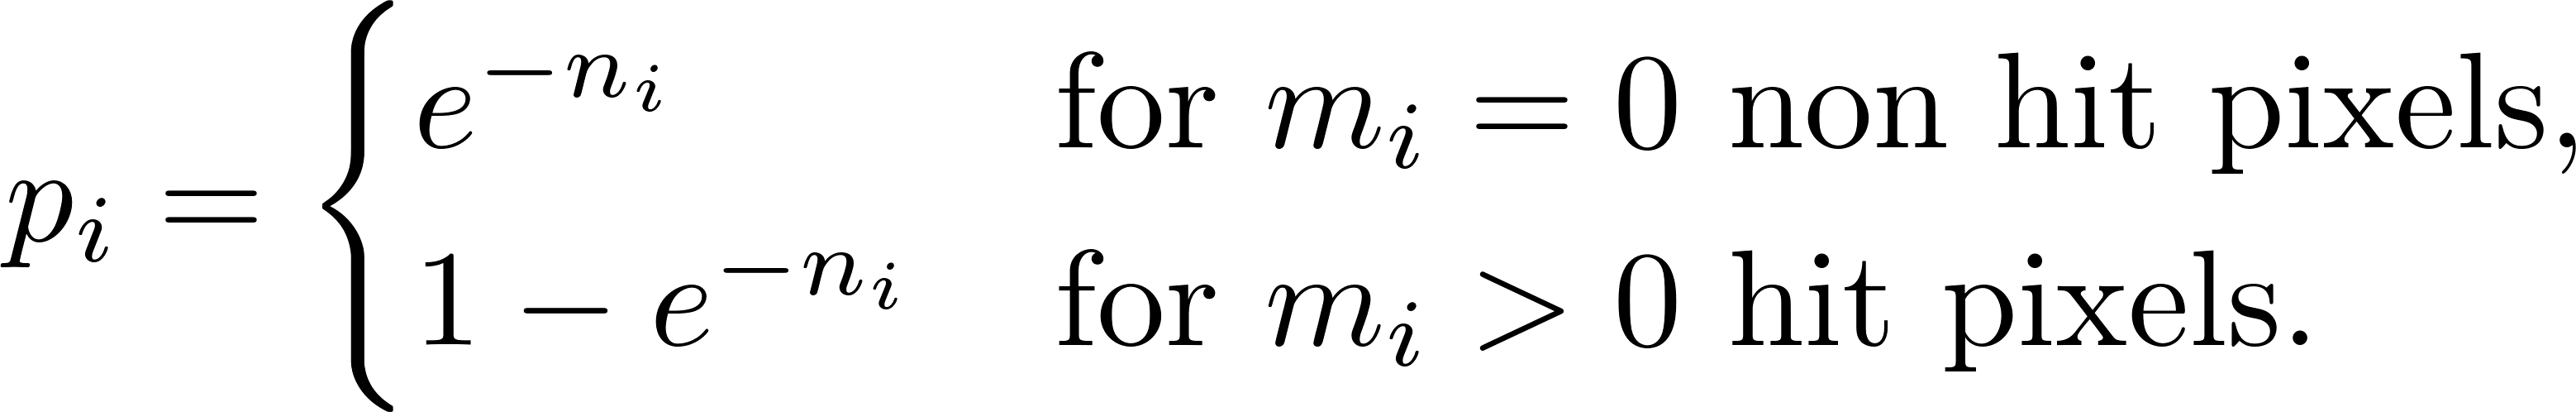 p_i = { e^{-n_i} for m_i = 0 non hit pixels,
1 − e^{-n_i} for m_i > 0 hit pixels.